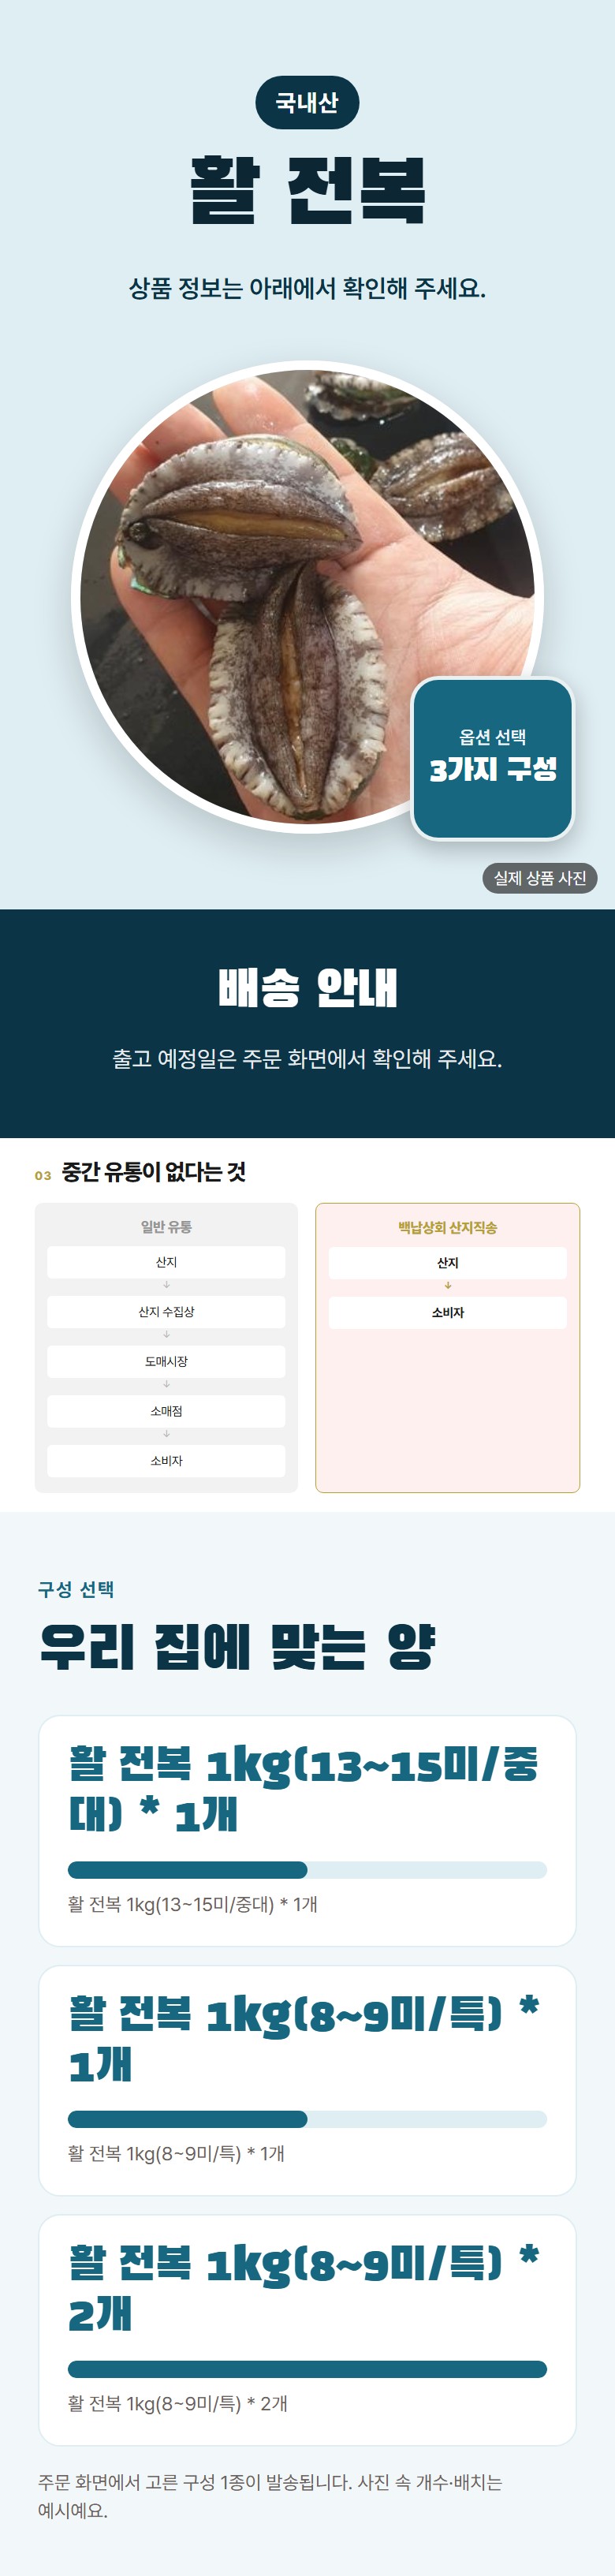 국내산
활 전복
상품 정보는 아래에서 확인해 주세요.
옵션 선택
3가지 구성
실제 상품 사진
배송 안내
출고 예정일은 주문 화면에서 확인해 주세요.
03 중간 유통이 없다는 것
일반 유통
산지
↓
산지 수집상
↓
도매시장
↓
소매점
↓
소비자
백납상회 산지직송
산지
↓
소비자
구성 선택
우리 집에 맞는 양
활 전복 1kg(13~15미/중
대) * 1개
활 전복 1kg(13~15미/중대) * 1개
활 전복 1kg(8~9미/특) *
1개
활 전복 1kg(8~9미/특) * 1개
활 전복 1kg(8~9미/특) *
2개
활 전복 1kg(8~9미/특) * 2개
주문 화면에서 고른 구성 1종이 발송됩니다. 사진 속 개수·배치는
예시예요.